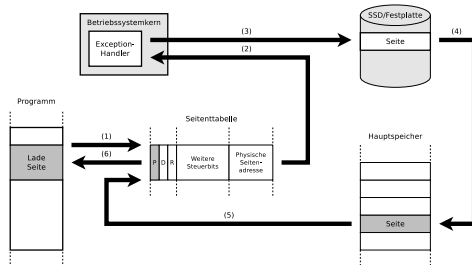 Betriebssystemkern
Exception-
Handler
(3)
(2)
SSD/Festplatte
Seite
(4)
Programm
Lade
Seite
(1)
(6)
Seitenttabelle
P D R
Weitere
Steuerbits
Physische
Seiten-
adresse
(5)
Hauptspeicher
Seite